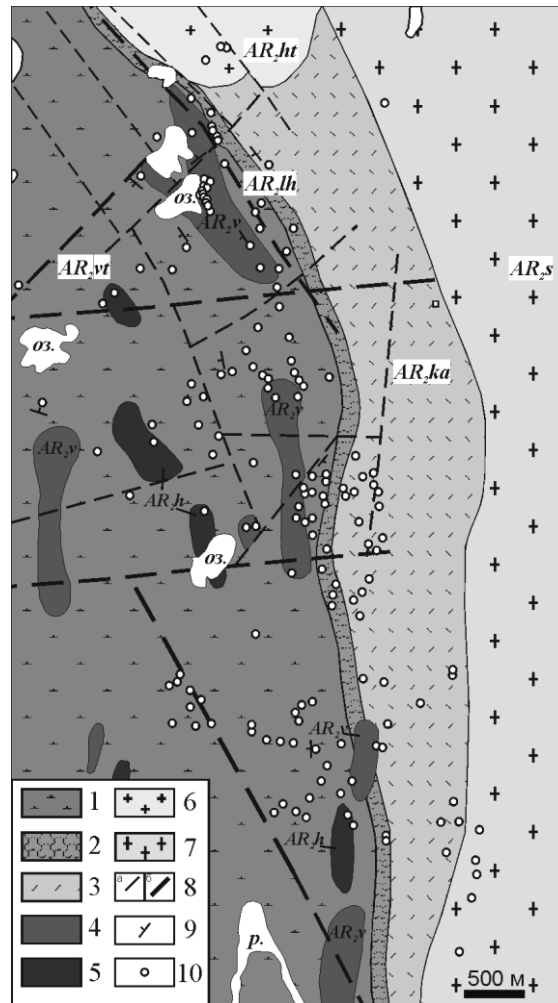 AR₂ht
AR₂lh
оз.
AR₂v
AR₂vt
AR₂s
оз.
AR₂ka
AR₂v
AR₂v
AR₂h
оз.
AR₂v
AR₂h
AR₂v
р.
1 6
2 7
3 а б 8
4 9
5 10
500 м